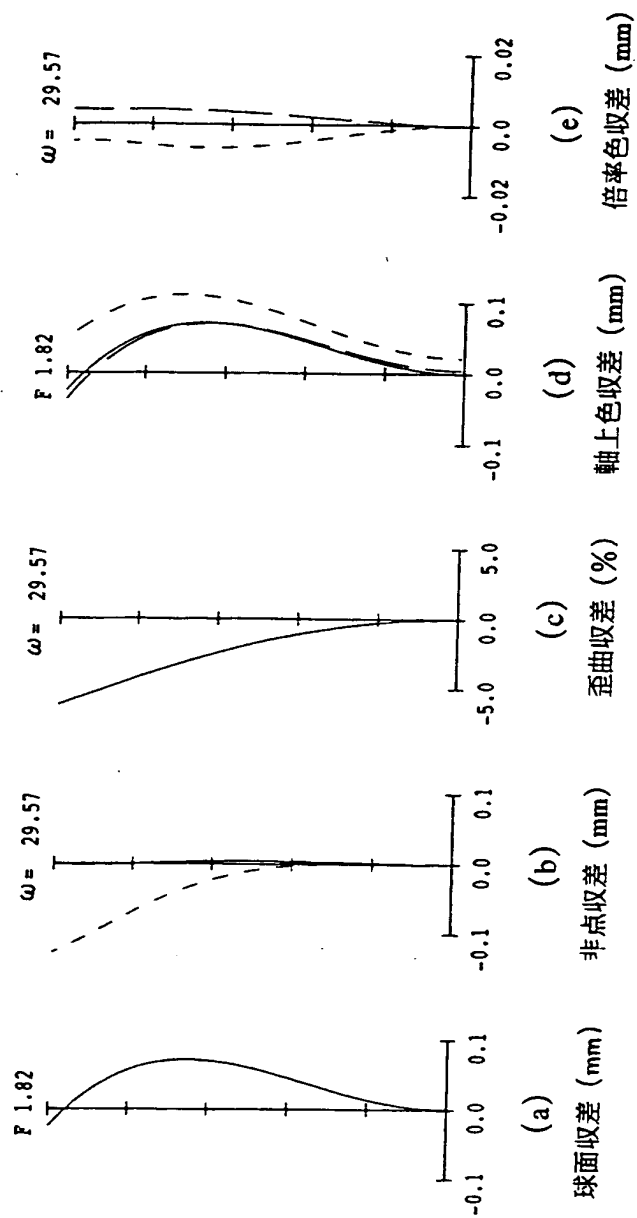 F 1.82
-0.1 0.0 0.1
(a)
球面収差 (mm)
ω= 29.57
-0.1 0.0 0.1
(b)
非点収差 (mm)
ω= 29.57
-5.0 0.0 5.0
(c)
歪曲収差 (%)
F 1.82
-0.1 0.0 0.1
(d)
軸上色収差 (mm)
ω= 29.57
-0.02 0.0 0.02
(e)
倍率色収差 (mm)